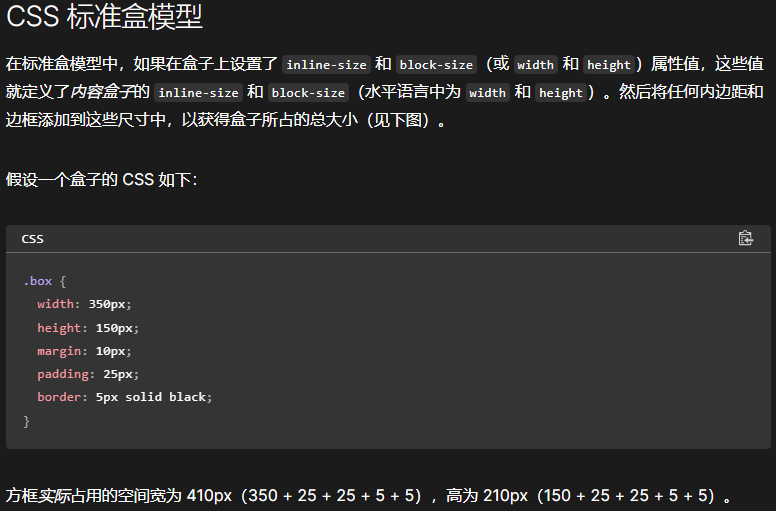 CSS 标准盒模型
在标准盒模型中，如果在盒子上设置了 inline-size 和 block-size（或 width 和 height）属性值，这些值
就定义了内容盒子的 inline-size 和 block-size（水平语言中为 width 和 height）。然后将任何内边距和
边框添加到这些尺寸中，以获得盒子所占的总大小（见下图）。
假设一个盒子的 CSS 如下：
CSS
.box {
  width: 350px;
  height: 150px;
  margin: 10px;
  padding: 25px;
  border: 5px solid black;
}
方框实际占用的空间宽为 410px（350 + 25 + 25 + 5 + 5），高为 210px（150 + 25 + 25 + 5 + 5）。